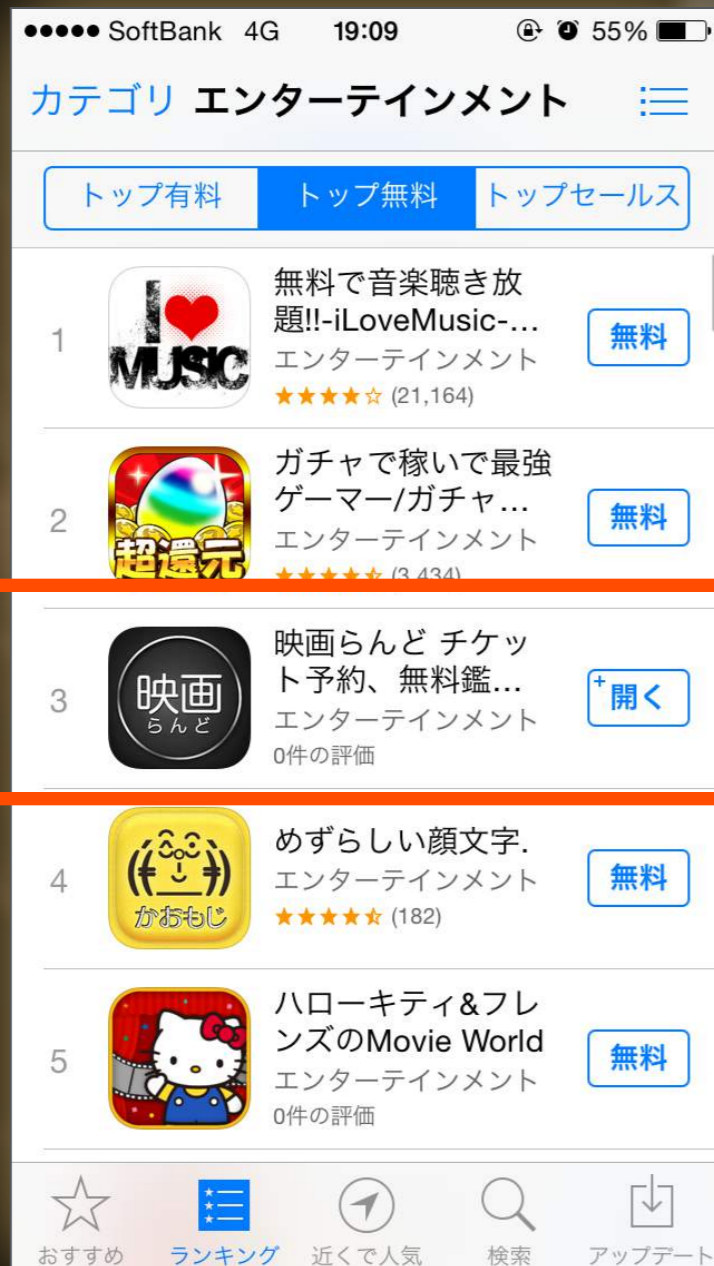 SoftBank 4G 19:09 55%
カテゴリ エンターテインメント
トップ有料 トップ無料 トップセールス
1
I
MUSIC
無料で音楽聴き放
題!!-iLoveMusic-...
エンターテインメント
★★★★☆ (21,164)
無料
2
超還元
ガチャで稼いで最強
ゲーマー/ガチャ...
エンターテインメント
(3,434)
無料
3
映画
らんど
映画らんど チケッ
ト予約、無料鑑...
エンターテインメント
0件の評価
+開く
4
かおもじ
めずらしい顔文字.
エンターテインメント
(182)
無料
5
ハローキティ&フレ
ンズのMovie World
エンターテインメント
0件の評価
無料
おすすめ ランキング 近くで人気 検索 アップデート